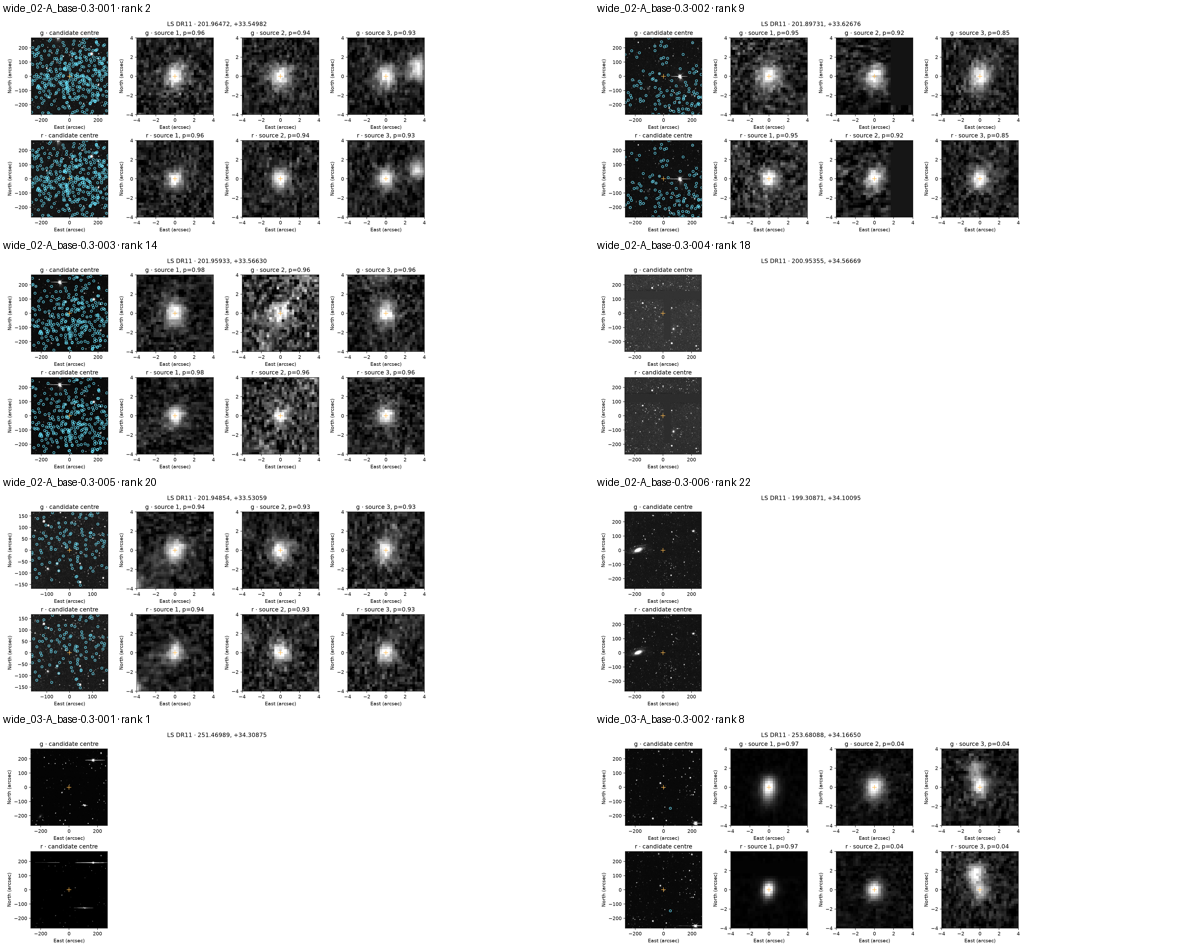 wide_02-A_base-0.3-001 · rank 2
LS DR11 · 201.96472, +33.54982
g · candidate centre
g · source 1, p=0.96
g · source 2, p=0.94
g · source 3, p=0.93
r · candidate centre
r · source 1, p=0.96
r · source 2, p=0.94
r · source 3, p=0.93
wide_02-A_base-0.3-002 · rank 9
LS DR11 · 201.89731, +33.62676
g · candidate centre
g · source 1, p=0.95
g · source 2, p=0.92
g · source 3, p=0.85
r · candidate centre
r · source 1, p=0.95
r · source 2, p=0.92
r · source 3, p=0.85
wide_02-A_base-0.3-003 · rank 14
LS DR11 · 201.95933, +33.56630
g · candidate centre
g · source 1, p=0.98
g · source 2, p=0.96
g · source 3, p=0.96
r · candidate centre
r · source 1, p=0.98
r · source 2, p=0.96
r · source 3, p=0.96
wide_02-A_base-0.3-004 · rank 18
LS DR11 · 200.95355, +34.56669
g · candidate centre
r · candidate centre
wide_02-A_base-0.3-005 · rank 20
LS DR11 · 201.94854, +33.53059
g · candidate centre
g · source 1, p=0.94
g · source 2, p=0.93
g · source 3, p=0.93
r · candidate centre
r · source 1, p=0.94
r · source 2, p=0.93
r · source 3, p=0.93
wide_02-A_base-0.3-006 · rank 22
LS DR11 · 199.30871, +34.10095
g · candidate centre
r · candidate centre
wide_03-A_base-0.3-001 · rank 1
LS DR11 · 251.46989, +34.30875
g · candidate centre
r · candidate centre
wide_03-A_base-0.3-002 · rank 8
LS DR11 · 253.68088, +34.16650
g · candidate centre
g · source 1, p=0.97
g · source 2, p=0.04
g · source 3, p=0.04
r · candidate centre
r · source 1, p=0.97
r · source 2, p=0.04
r · source 3, p=0.04
East (arcsec)
North (arcsec)